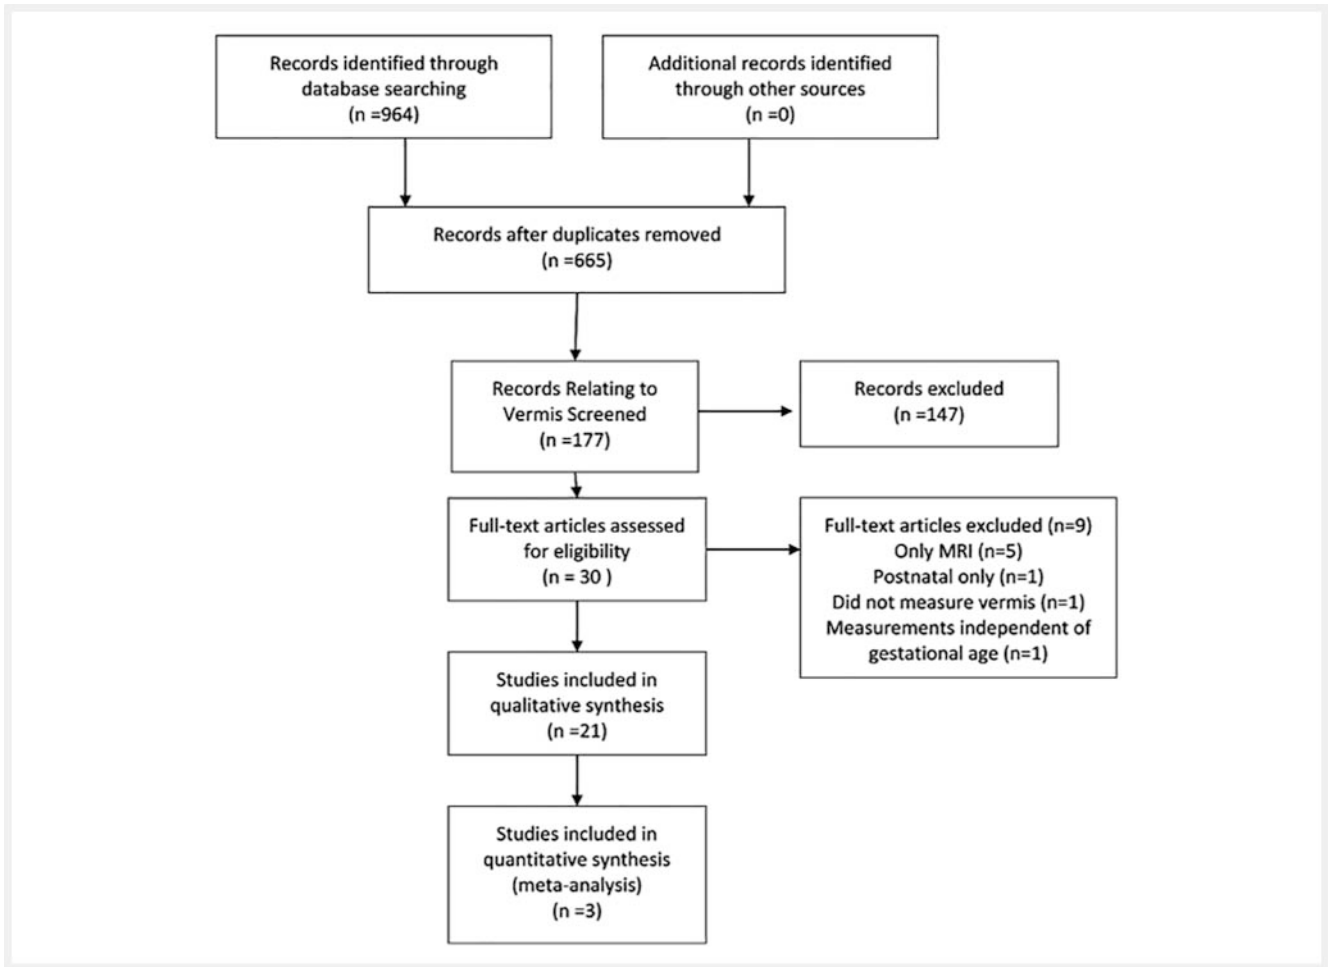 Records identified through
database searching
(n =964)
Additional records identified
through other sources
(n =0)
Records after duplicates removed
(n =665)
Records Relating to
Vermis Screened
(n =177)
Records excluded
(n =147)
Full-text articles assessed
for eligibility
(n = 30 )
Full-text articles excluded (n=9)
Only MRI (n=5)
Postnatal only (n=1)
Did not measure vermis (n=1)
Measurements independent of
gestational age (n=1)
Studies included in
qualitative synthesis
(n =21)
Studies included in
quantitative synthesis
(meta-analysis)
(n =3)